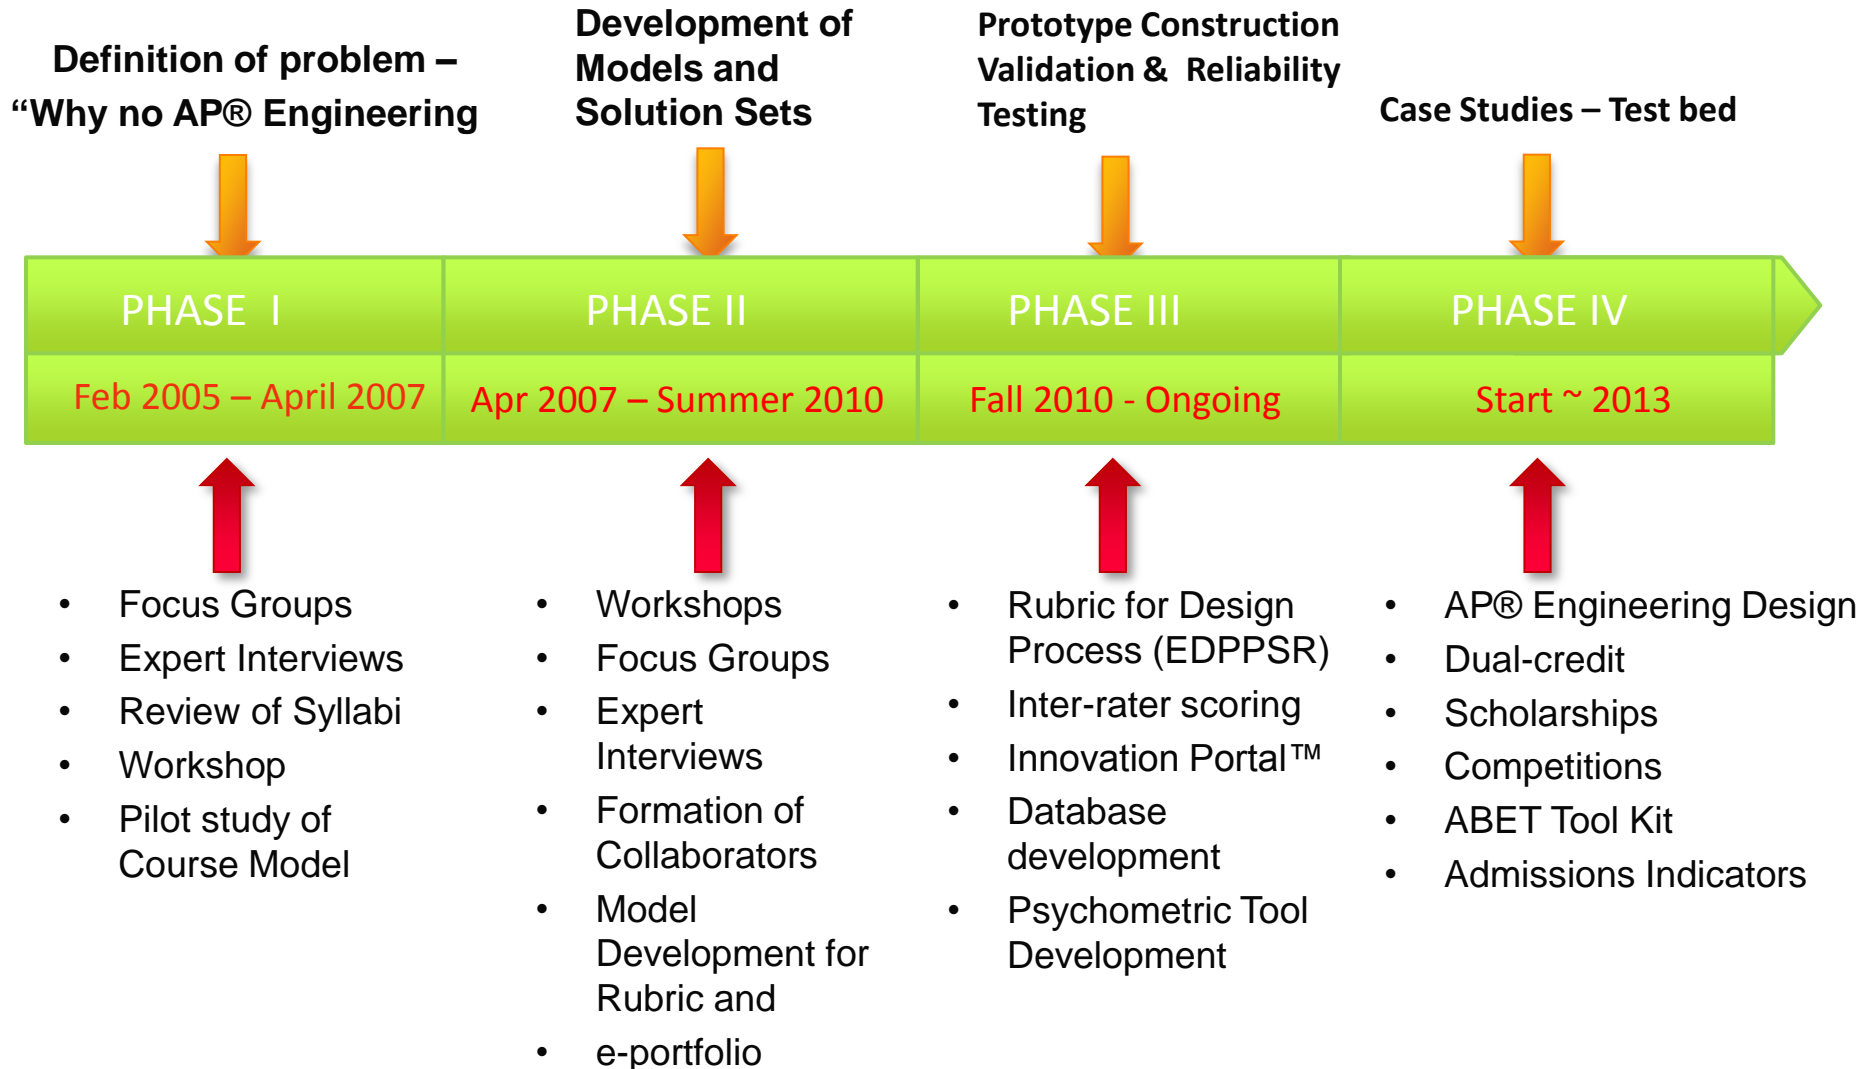 Definition of problem –
“Why no AP® Engineering
Development of
Models and
Solution Sets
Prototype Construction
Validation & Reliability
Testing
Case Studies – Test bed
PHASE I
PHASE II
PHASE III
PHASE IV
Feb 2005 – April 2007
Apr 2007 – Summer 2010
Fall 2010 - Ongoing
Start ~ 2013
• Focus Groups
• Expert Interviews
• Review of Syllabi
• Workshop
• Pilot study of
Course Model
• Workshops
• Focus Groups
• Expert
Interviews
• Formation of
Collaborators
• Model
Development for
Rubric and
• e-portfolio
• Rubric for Design
Process (EDPPSR)
• Inter-rater scoring
• Innovation Portal™
• Database
development
• Psychometric Tool
Development
• AP® Engineering Design
• Dual-credit
• Scholarships
• Competitions
• ABET Tool Kit
• Admissions Indicators